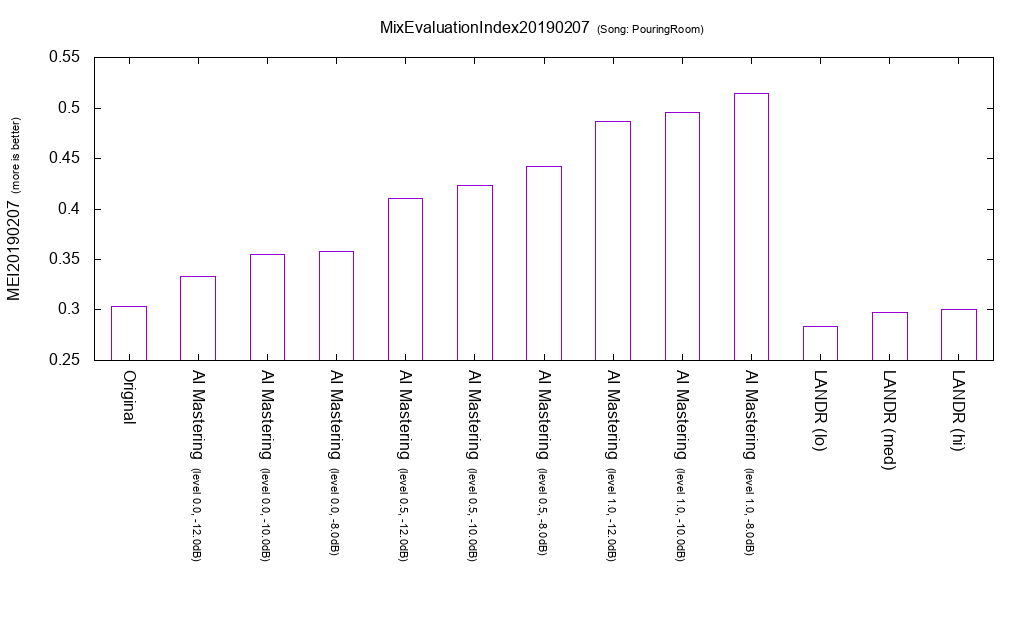 MixEvaluationIndex20190207 (Song: PouringRoom)
MEI20190207 (more is better)
0.55
0.5
0.45
0.4
0.35
0.3
0.25
Original
AI Mastering (level 0.0, -12.0dB)
AI Mastering (level 0.0, -10.0dB)
AI Mastering (level 0.0, -8.0dB)
AI Mastering (level 0.5, -12.0dB)
AI Mastering (level 0.5, -10.0dB)
AI Mastering (level 0.5, -8.0dB)
AI Mastering (level 1.0, -12.0dB)
AI Mastering (level 1.0, -10.0dB)
AI Mastering (level 1.0, -8.0dB)
LANDR (lo)
LANDR (med)
LANDR (hi)